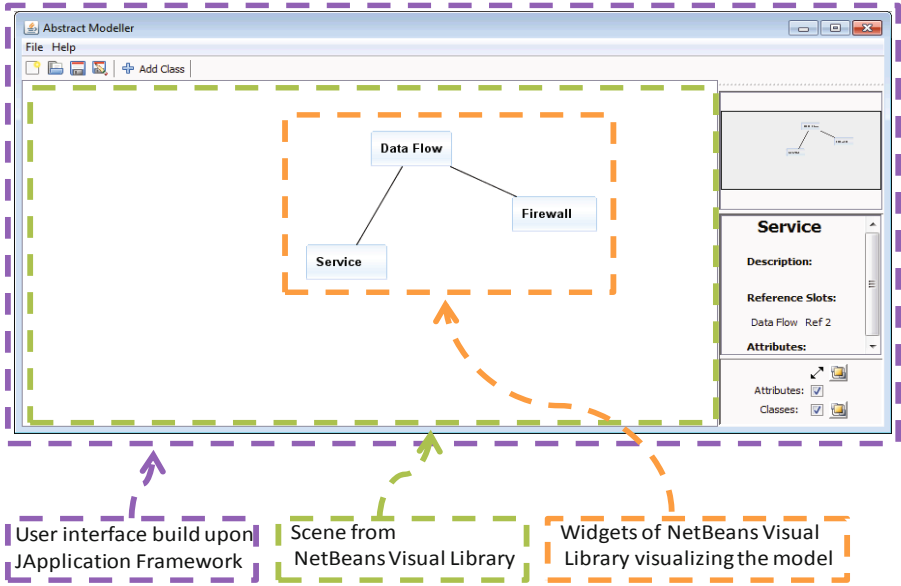 Abstract Modeller
File Help
Add Class
Data Flow
Firewall
Service
Service
Description:
Reference Slots:
Data Flow Ref 2
Attributes:
Attributes:
Classes:
User interface build upon
JApplication Framework
Scene from
NetBeans Visual Library
Widgets of NetBeans Visual
Library visualizing the model